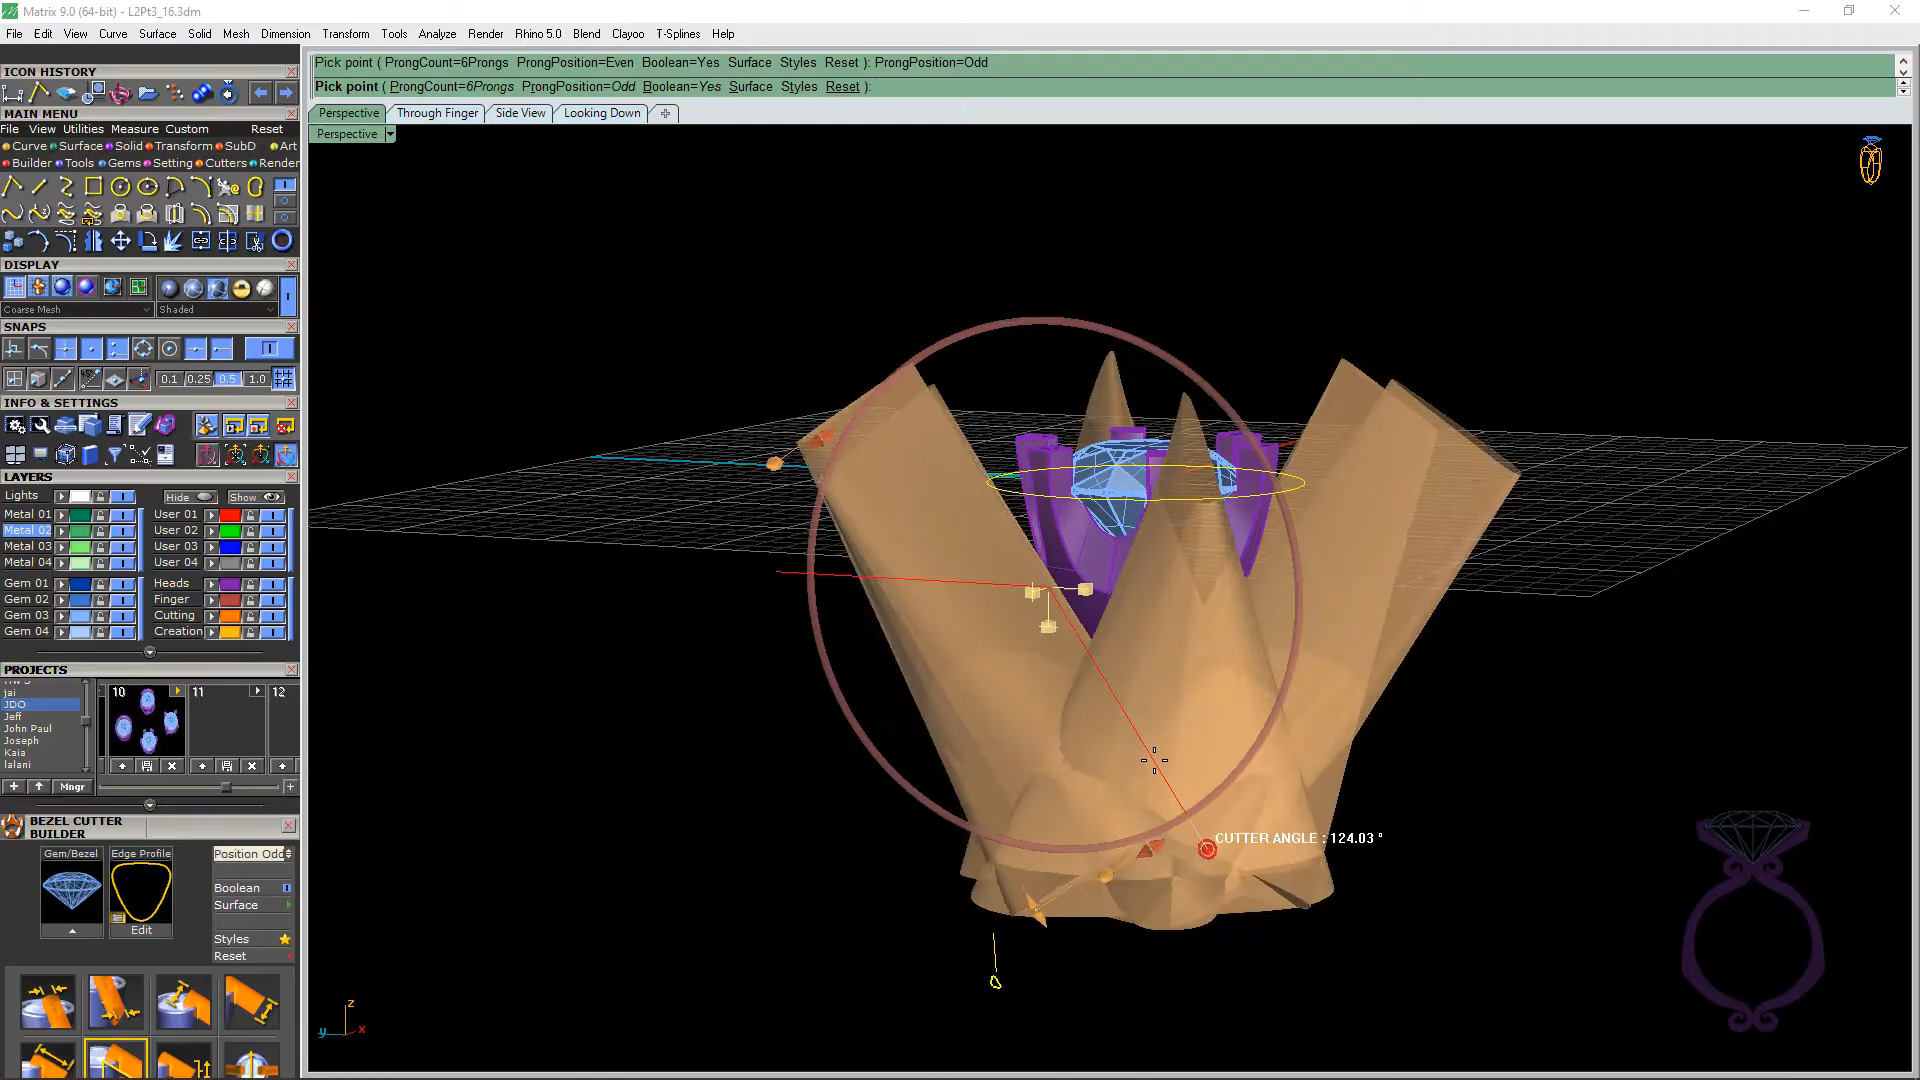 Matrix 9.0 (64-bit) - L2Pt3_16.3dm
File Edit View Curve Surface Solid Mesh Dimension Transform Tools Analyze Render Rhino 5.0 Blend Clayoo T-Splines Help
ICON HISTORY
Pick point ( ProngCount=6Prongs ProngPosition=Even Boolean=Yes Surface Styles Reset ): ProngPosition=Odd
Pick point ( ProngCount=6Prongs ProngPosition=Odd Boolean=Yes Surface Styles Reset ):
Perspective Through Finger Side View Looking Down
Perspective
MAIN MENU
File View Utilities Measure Custom Reset
Curve Surface Solid Transform SubD Art
Builder Tools Gems Setting Cutters Render
DISPLAY
Coarse Mesh Shaded
SNAPS
0.1 0.25 0.5 1.0
INFO & SETTINGS
LAYERS
Lights Hide Show
Metal 01 User 01
Metal 02 User 02
Metal 03 User 03
Metal 04 User 04
Gem 01 Heads
Gem 02 Finger
Gem 03 Cutting
Gem 04 Creation
PROJECTS
jai
JDO
Jeff
John Paul
Joseph
Kaia
lalani
10 11 12
Mngr
BEZEL CUTTER
BUILDER
Gem/Bezel Edge Profile Position Odd
Boolean
Surface
Edit
Styles
Reset
CUTTER ANGLE : 124.03 °
z
y x